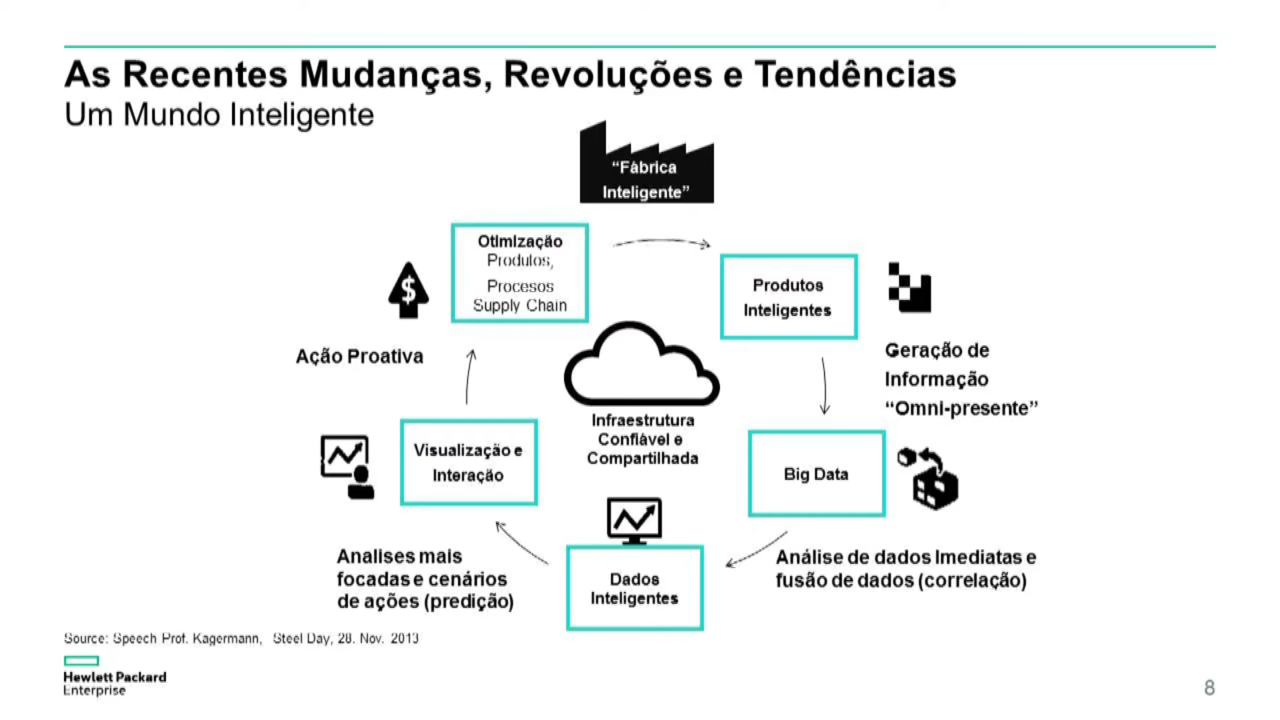 As Recentes Mudanças, Revoluções e Tendências
Um Mundo Inteligente
“Fábrica
Inteligente”
Otimização
Produtos,
Procesos
Supply Chain
Produtos
Inteligentes
$
Ação Proativa
Geração de
Informação
“Omni-presente”
Infraestrutura
Confiável e
Compartilhada
Visualização e
Interação
Big Data
Dados
Inteligentes
Analises mais
focadas e cenários
de ações (predição)
Análise de dados Imediatas e
fusão de dados (correlação)
Source: Speech Prof. Kagermann, Steel Day, 28. Nov. 2013
Hewlett Packard
Enterprise
8